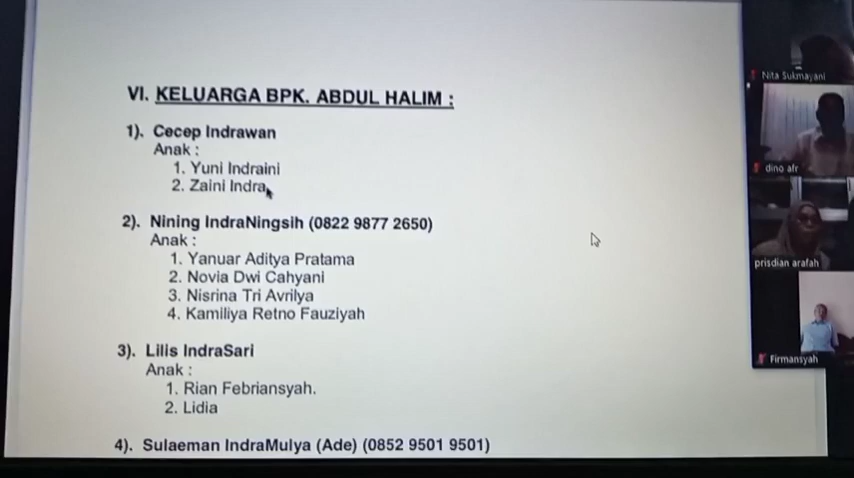 VI. KELUARGA BPK. ABDUL HALIM :
1). Cecep Indrawan
Anak :
1. Yuni Indraini
2. Zaini Indra
2). Nining IndraNingsih (0822 9877 2650)
Anak :
1. Yanuar Aditya Pratama
2. Novia Dwi Cahyani
3. Nisrina Tri Avrilya
4. Kamiliya Retno Fauziyah
3). Lilis IndraSari
Anak :
1. Rian Febriansyah.
2. Lidia
4). Sulaeman IndraMulya (Ade) (0852 9501 9501)
Nita Sukmayani
dino afr
prisdian arafah
Firmansyah